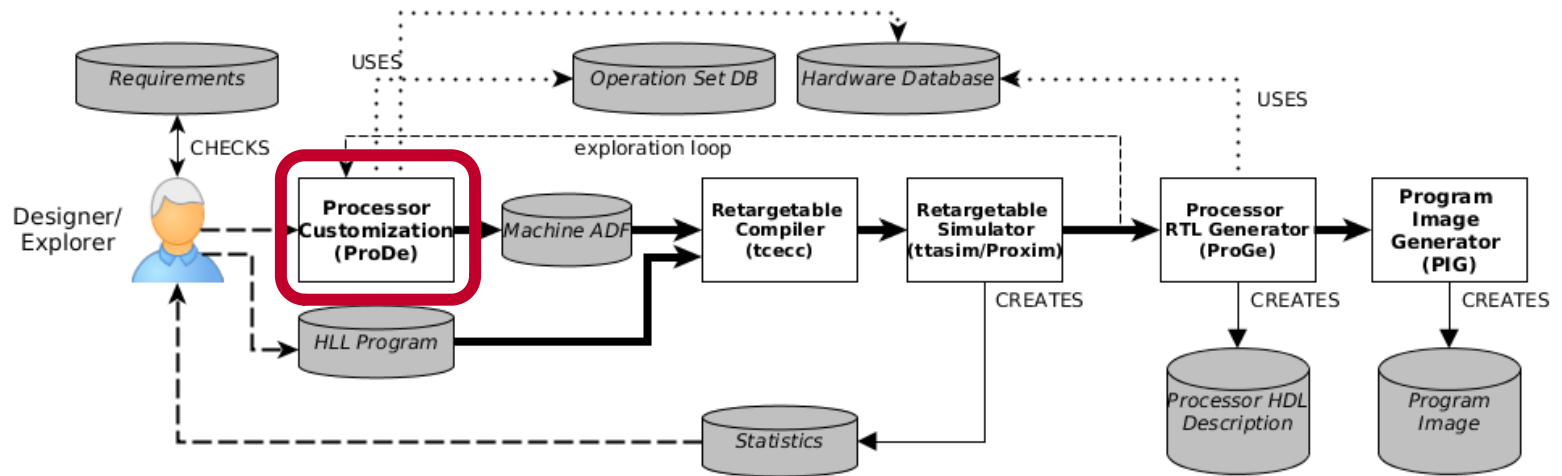 Requirements
USES
Operation Set DB
Hardware Database
USES
CHECKS
exploration loop
Designer/
Explorer
Processor
Customization
(ProDe)
Machine ADF
Retargetable
Compiler
(tcecc)
Retargetable
Simulator
(ttasim/Proxim)
Processor
RTL Generator
(ProGe)
Program
Image
Generator
(PIG)
HLL Program
CREATES
CREATES
CREATES
Statistics
Processor HDL
Description
Program
Image